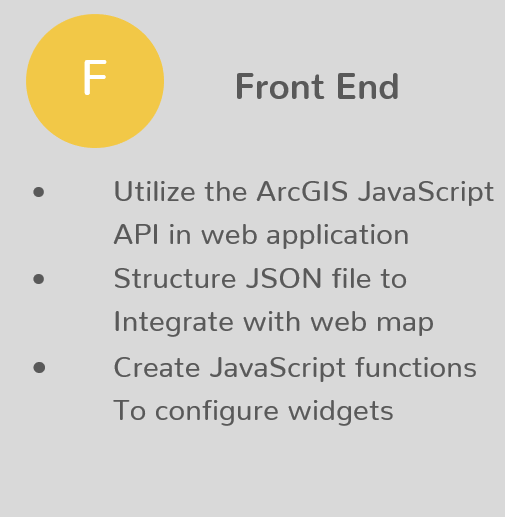 F
Front End
• Utilize the ArcGIS JavaScript
API in web application
• Structure JSON file to
Integrate with web map
• Create JavaScript functions
To configure widgets